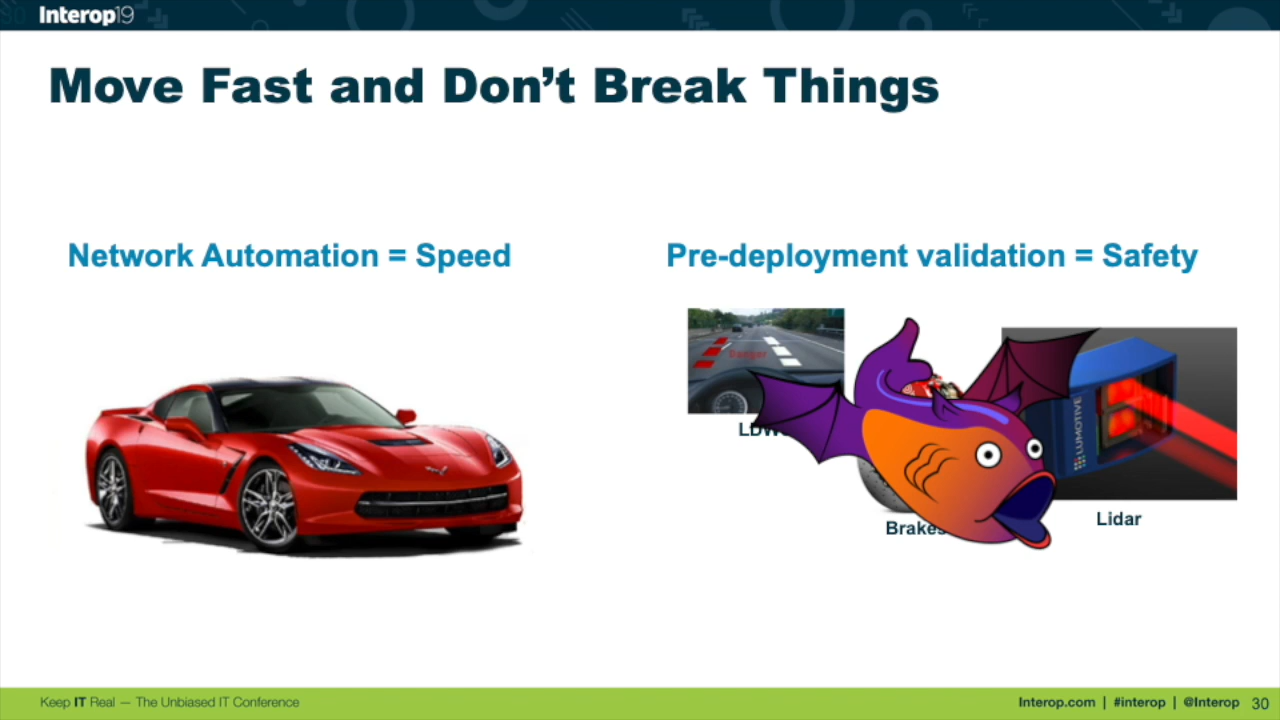 Interop19
Move Fast and Don't Break Things
Network Automation = Speed
Pre-deployment validation = Safety
Danger
LUMOTIVE
Brakes
Lidar
Keep IT Real — The Unbiased IT Conference
Interop.com | #interop | @Interop 30